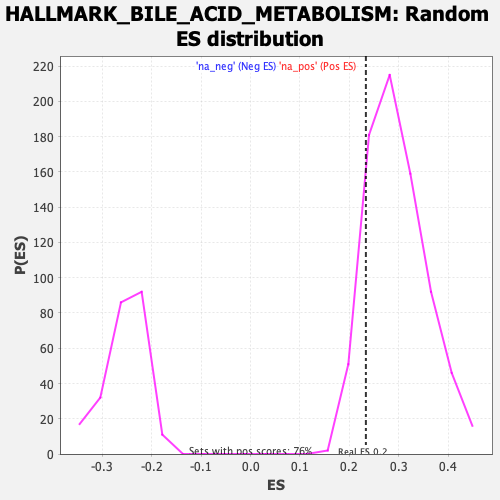 HALLMARK_BILE_ACID_METABOLISM: Random
ES distribution
'na_neg' (Neg ES) 'na_pos' (Pos ES)
220
200
180
160
140
120
100
80
60
40
20
0
P(ES)
Sets with pos scores: 76%
Real ES 0.2
-0.3 -0.2 -0.1 0.0 0.1 0.2 0.3 0.4
ES